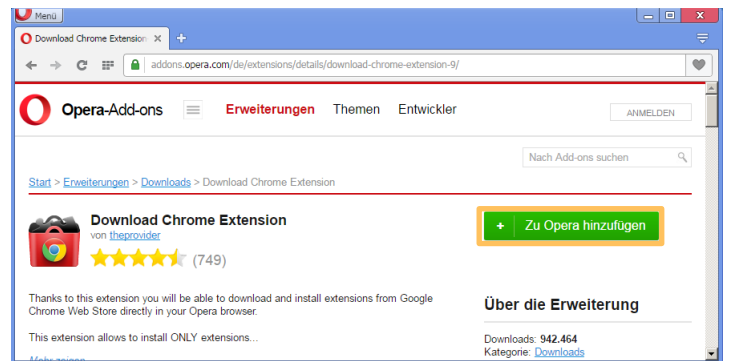 Menü
Download Chrome Extension
addons.opera.com/de/extensions/details/download-chrome-extension-9/
Opera-Add-ons Erweiterungen Themen Entwickler ANMELDEN
Nach Add-ons suchen
Start > Erweiterungen > Downloads > Download Chrome Extension
Download Chrome Extension
von theprovider
(749)
+ Zu Opera hinzufügen
Thanks to this extension you will be able to download and install extensions from Google
Chrome Web Store directly in your Opera browser.
This extension allows to install ONLY extensions...
Mehr zeigen
Über die Erweiterung
Downloads: 942.464
Kategorie: Downloads